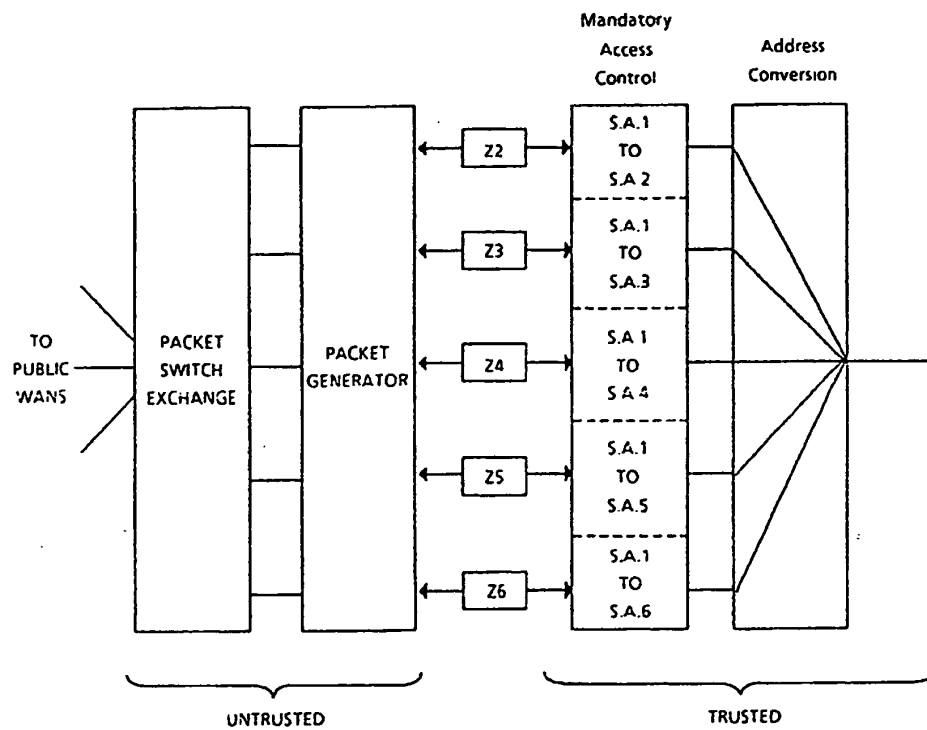 Mandatory
Access
Control
Address
Conversion
TO
PUBLIC
WANS
PACKET
SWITCH
EXCHANGE
PACKET
GENERATOR
Z2
Z3
Z4
Z5
Z6
S.A.1
TO
S.A 2
S.A.1
TO
S.A.3
S.A 1
TO
S A 4
S.A.1
TO
S.A.5
S.A.1
TO
S.A.6
UNTRUSTED
TRUSTED